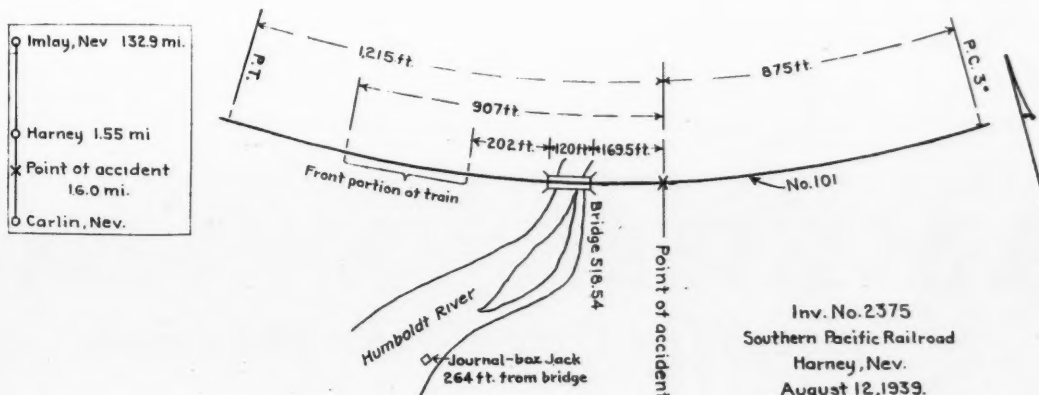 Imlay, Nev 132.9 mi.
Harney 1.55 mi
Point of accident
16.0 mi.
Carlin, Nev.
P.T.
1,215 ft.
875 ft.
P.C. 3°
907 ft.
202 ft.
120 ft
169.5 ft.
Front portion of train
No. 101
Bridge 518.54
Point of accident
Humboldt River
Journal-box Jack
264 ft. from bridge
Inv. No. 2375
Southern Pacific Railroad
Harney, Nev.
August 12, 1939.